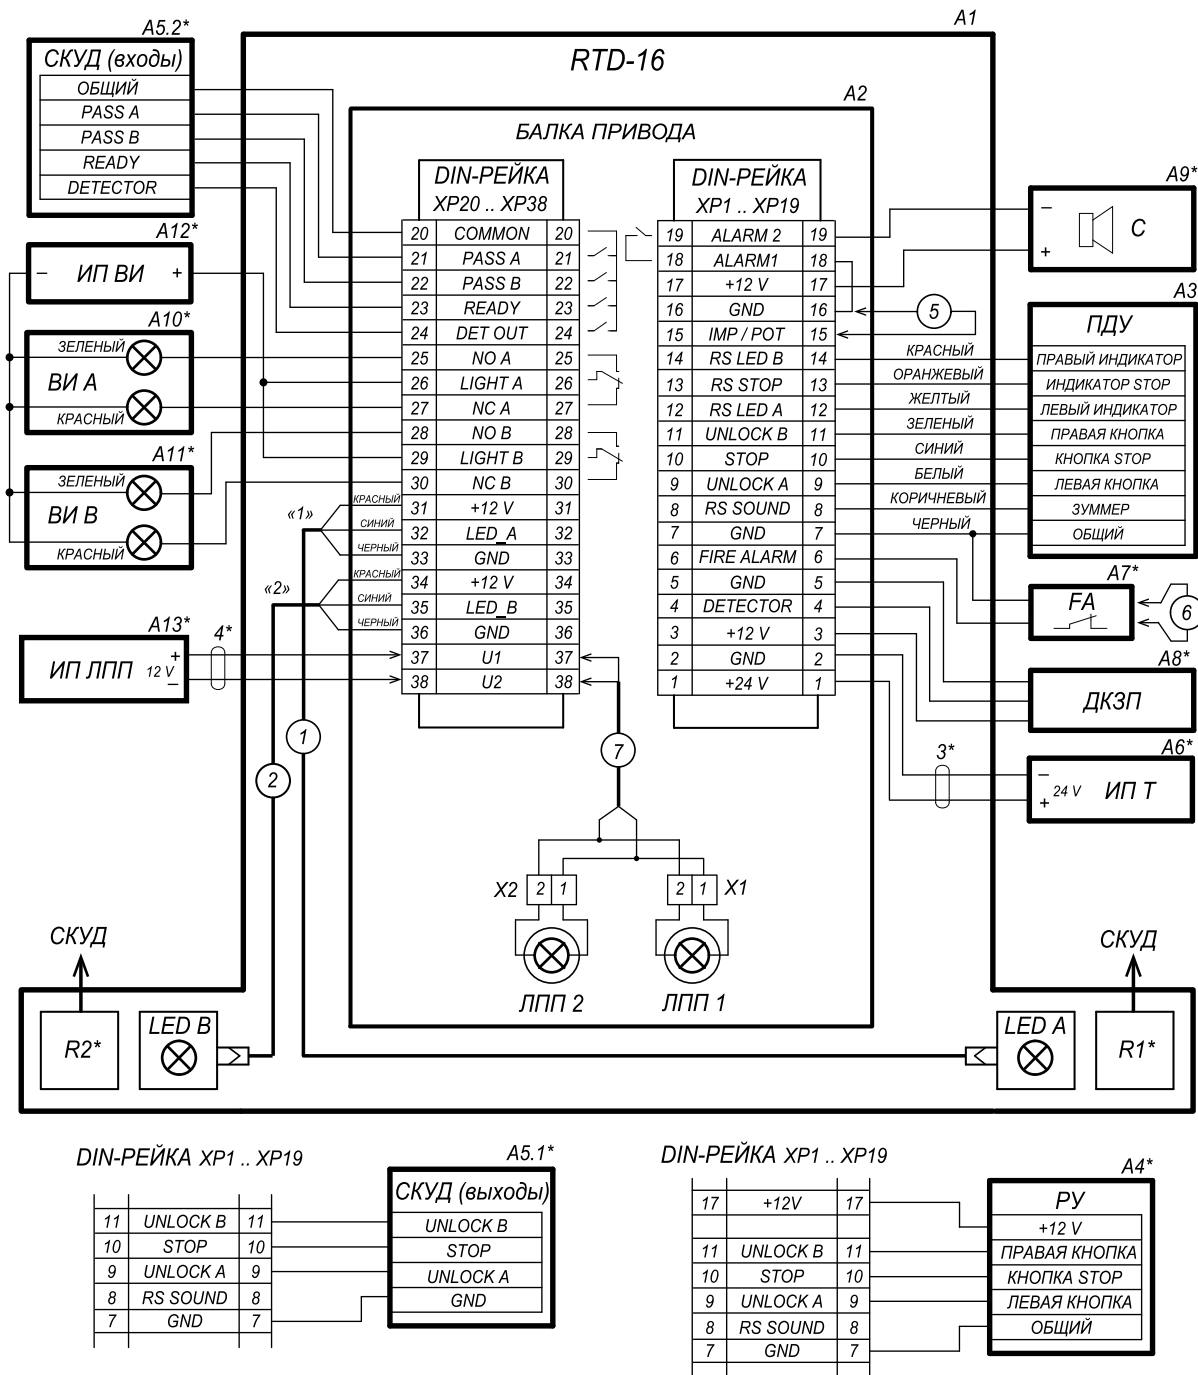 A1
RTD-16
A5.2*
СКУД (входы)
ОБЩИЙ
PASS A
PASS B
READY
DETECTOR
A12*
– ИП ВИ +
A10*
ЗЕЛЕНЫЙ
ВИ А
КРАСНЫЙ
A11*
ЗЕЛЕНЫЙ
ВИ В
КРАСНЫЙ
A13*
ИП ЛПП 12 V + –
4*
A2
БАЛКА ПРИВОДА
DIN-РЕЙКА
XP20 .. XP38
20 COMMON 20
21 PASS A 21
22 PASS B 22
23 READY 23
24 DET OUT 24
25 NO A 25
26 LIGHT A 26
27 NC A 27
28 NO B 28
29 LIGHT B 29
30 NC B 30
31 +12 V 31
32 LED_A 32
33 GND 33
34 +12 V 34
35 LED_B 35
36 GND 36
37 U1 37
38 U2 38
«1»
КРАСНЫЙ
СИНИЙ
ЧЕРНЫЙ
«2»
КРАСНЫЙ
СИНИЙ
ЧЕРНЫЙ
1
2
DIN-РЕЙКА
XP1 .. XP19
19 ALARM 2 19
18 ALARM1 18
17 +12 V 17
16 GND 16
15 IMP / POT 15
14 RS LED B 14
13 RS STOP 13
12 RS LED A 12
11 UNLOCK B 11
10 STOP 10
9 UNLOCK A 9
8 RS SOUND 8
7 GND 7
6 FIRE ALARM 6
5 GND 5
4 DETECTOR 4
3 +12 V 3
2 GND 2
1 +24 V 1
5
КРАСНЫЙ
ОРАНЖЕВЫЙ
ЖЕЛТЫЙ
ЗЕЛЕНЫЙ
СИНИЙ
БЕЛЫЙ
КОРИЧНЕВЫЙ
ЧЕРНЫЙ
A9*
–
С
+
A3
ПДУ
ПРАВЫЙ ИНДИКАТОР
ИНДИКАТОР STOP
ЛЕВЫЙ ИНДИКАТОР
ПРАВАЯ КНОПКА
КНОПКА STOP
ЛЕВАЯ КНОПКА
ЗУММЕР
ОБЩИЙ
A7*
FA
6
A8*
ДКЗП
A6*
3*
– + 24 V ИП Т
7
X2 2 1
2 1 X1
ЛПП 2
ЛПП 1
СКУД
R2*
LED B
LED A
СКУД
R1*
DIN-РЕЙКА XP1 .. XP19
11 UNLOCK B 11
10 STOP 10
9 UNLOCK A 9
8 RS SOUND 8
7 GND 7
A5.1*
СКУД (выходы)
UNLOCK B
STOP
UNLOCK A
GND
DIN-РЕЙКА XP1 .. XP19
17 +12V 17
11 UNLOCK B 11
10 STOP 10
9 UNLOCK A 9
8 RS SOUND 8
7 GND 7
A4*
РУ
+12 V
ПРАВАЯ КНОПКА
КНОПКА STOP
ЛЕВАЯ КНОПКА
ОБЩИЙ